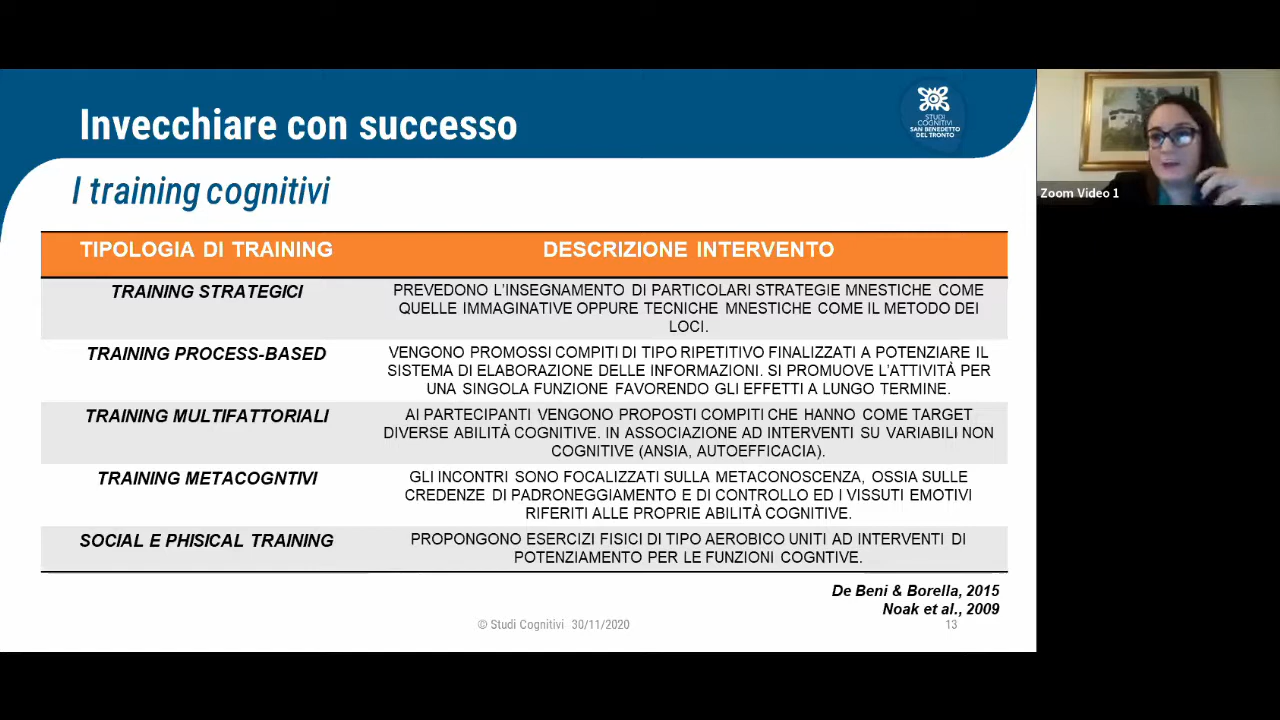 Invecchiare con successo
STUDI
COGNITIVI
SAN BENEDETTO
DEL TRONTO
I training cognitivi
TIPOLOGIA DI TRAINING
DESCRIZIONE INTERVENTO
TRAINING STRATEGICI
PREVEDONO L'INSEGNAMENTO DI PARTICOLARI STRATEGIE MNESTICHE COME
QUELLE IMMAGINATIVE OPPURE TECNICHE MNESTICHE COME IL METODO DEI
LOCI.
TRAINING PROCESS-BASED
VENGONO PROMOSSI COMPITI DI TIPO RIPETITIVO FINALIZZATI A POTENZIARE IL
SISTEMA DI ELABORAZIONE DELLE INFORMAZIONI. SI PROMUOVE L'ATTIVITÀ PER
UNA SINGOLA FUNZIONE FAVORENDO GLI EFFETTI A LUNGO TERMINE.
TRAINING MULTIFATTORIALI
AI PARTECIPANTI VENGONO PROPOSTI COMPITI CHE HANNO COME TARGET
DIVERSE ABILITÀ COGNITIVE. IN ASSOCIAZIONE AD INTERVENTI SU VARIABILI NON
COGNITIVE (ANSIA, AUTOEFFICACIA).
TRAINING METACOGNTIVI
GLI INCONTRI SONO FOCALIZZATI SULLA METACONOSCENZA, OSSIA SULLE
CREDENZE DI PADRONEGGIAMENTO E DI CONTROLLO ED I VISSUTI EMOTIVI
RIFERITI ALLE PROPRIE ABILITÀ COGNITIVE.
SOCIAL E PHISICAL TRAINING
PROPONGONO ESERCIZI FISICI DI TIPO AEROBICO UNITI AD INTERVENTI DI
POTENZIAMENTO PER LE FUNZIONI COGNTIVE.
De Beni & Borella, 2015
Noak et al., 2009
© Studi Cognitivi 30/11/2020
13
Zoom Video 1